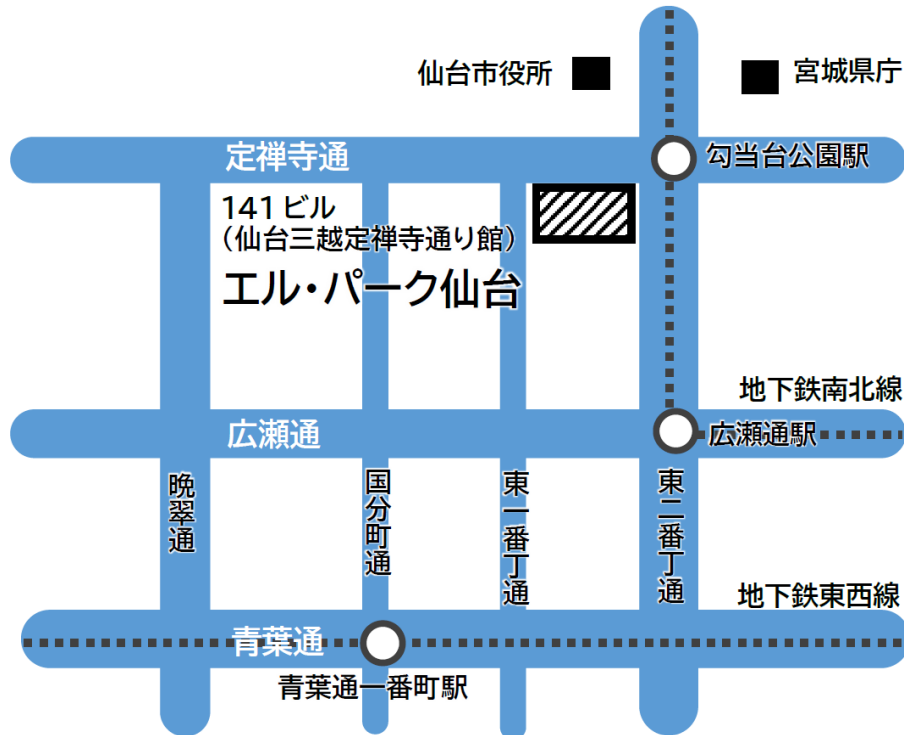 仙台市役所
宮城県庁
定禅寺通
勾当台公園駅
141ビル
（仙台三越定禅寺通り館）
エル・パーク仙台
地下鉄南北線
広瀬通
広瀬通駅
晩翠通
国分町通
東一番丁通
東二番丁通
地下鉄東西線
青葉通
青葉通一番町駅